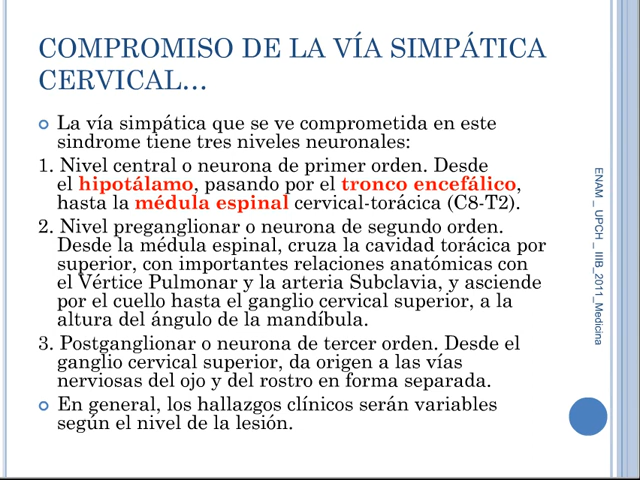 COMPROMISO DE LA VÍA SIMPÁTICA
CERVICAL...
La vía simpática que se ve comprometida en este
sindrome tiene tres niveles neuronales:
1. Nivel central o neurona de primer orden. Desde
el hipotálamo, pasando por el tronco encefálico,
hasta la médula espinal cervical-torácica (C8-T2).
2. Nivel preganglionar o neurona de segundo orden.
Desde la médula espinal, cruza la cavidad torácica por
superior, con importantes relaciones anatómicas con
el Vértice Pulmonar y la arteria Subclavia, y asciende
por el cuello hasta el ganglio cervical superior, a la
altura del ángulo de la mandíbula.
3. Postganglionar o neurona de tercer orden. Desde el
ganglio cervical superior, da origen a las vías
nerviosas del ojo y del rostro en forma separada.
En general, los hallazgos clínicos serán variables
según el nivel de la lesión.
ENAM _ UPCH _ IIIB_2011_Medicina